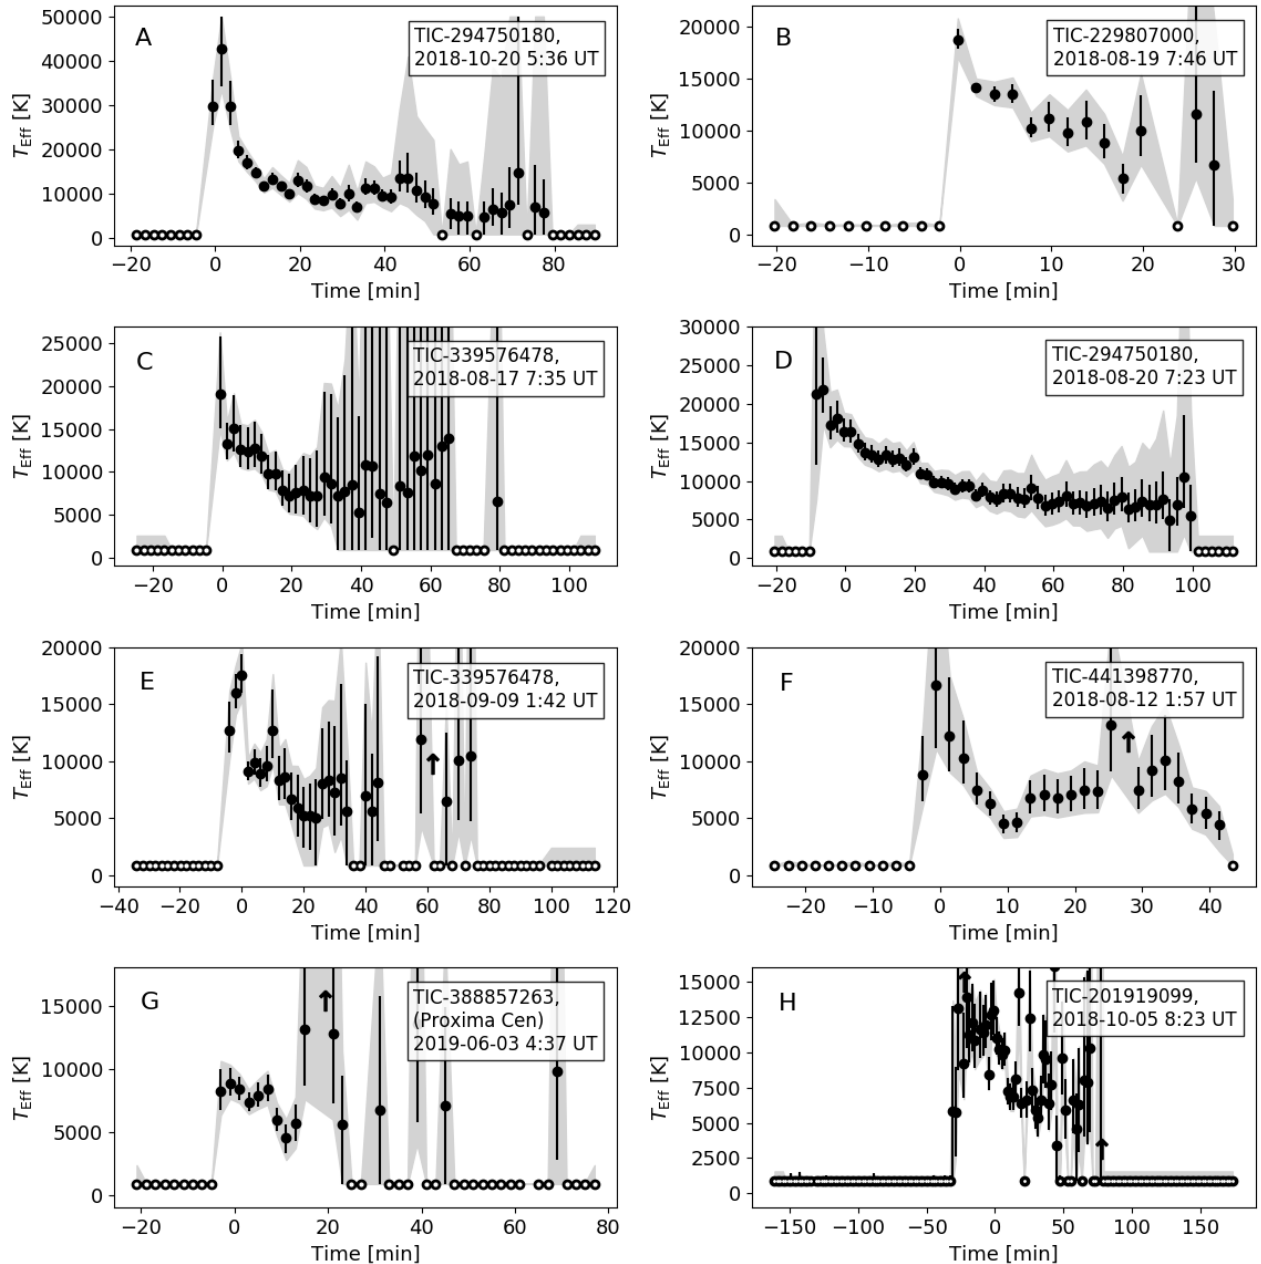 A
TIC-294750180,
2018-10-20 5:36 UT
T_Eff [K]
50000
40000
30000
20000
10000
0
−20 0 20 40 60 80
Time [min]
B
TIC-229807000,
2018-08-19 7:46 UT
T_Eff [K]
20000
15000
10000
5000
0
−20 −10 0 10 20 30
Time [min]
C
TIC-339576478,
2018-08-17 7:35 UT
T_Eff [K]
25000
20000
15000
10000
5000
0
−20 0 20 40 60 80 100
Time [min]
D
TIC-294750180,
2018-08-20 7:23 UT
T_Eff [K]
30000
25000
20000
15000
10000
5000
0
−20 0 20 40 60 80 100
Time [min]
E
TIC-339576478,
2018-09-09 1:42 UT
T_Eff [K]
20000
15000
10000
5000
0
−40 −20 0 20 40 60 80 100 120
Time [min]
F
TIC-441398770,
2018-08-12 1:57 UT
T_Eff [K]
20000
15000
10000
5000
0
−20 −10 0 10 20 30 40
Time [min]
G
TIC-388857263,
(Proxima Cen)
2019-06-03 4:37 UT
T_Eff [K]
15000
10000
5000
0
−20 0 20 40 60 80
Time [min]
H
TIC-201919099,
2018-10-05 8:23 UT
T_Eff [K]
15000
12500
10000
7500
5000
2500
0
−150 −100 −50 0 50 100 150
Time [min]